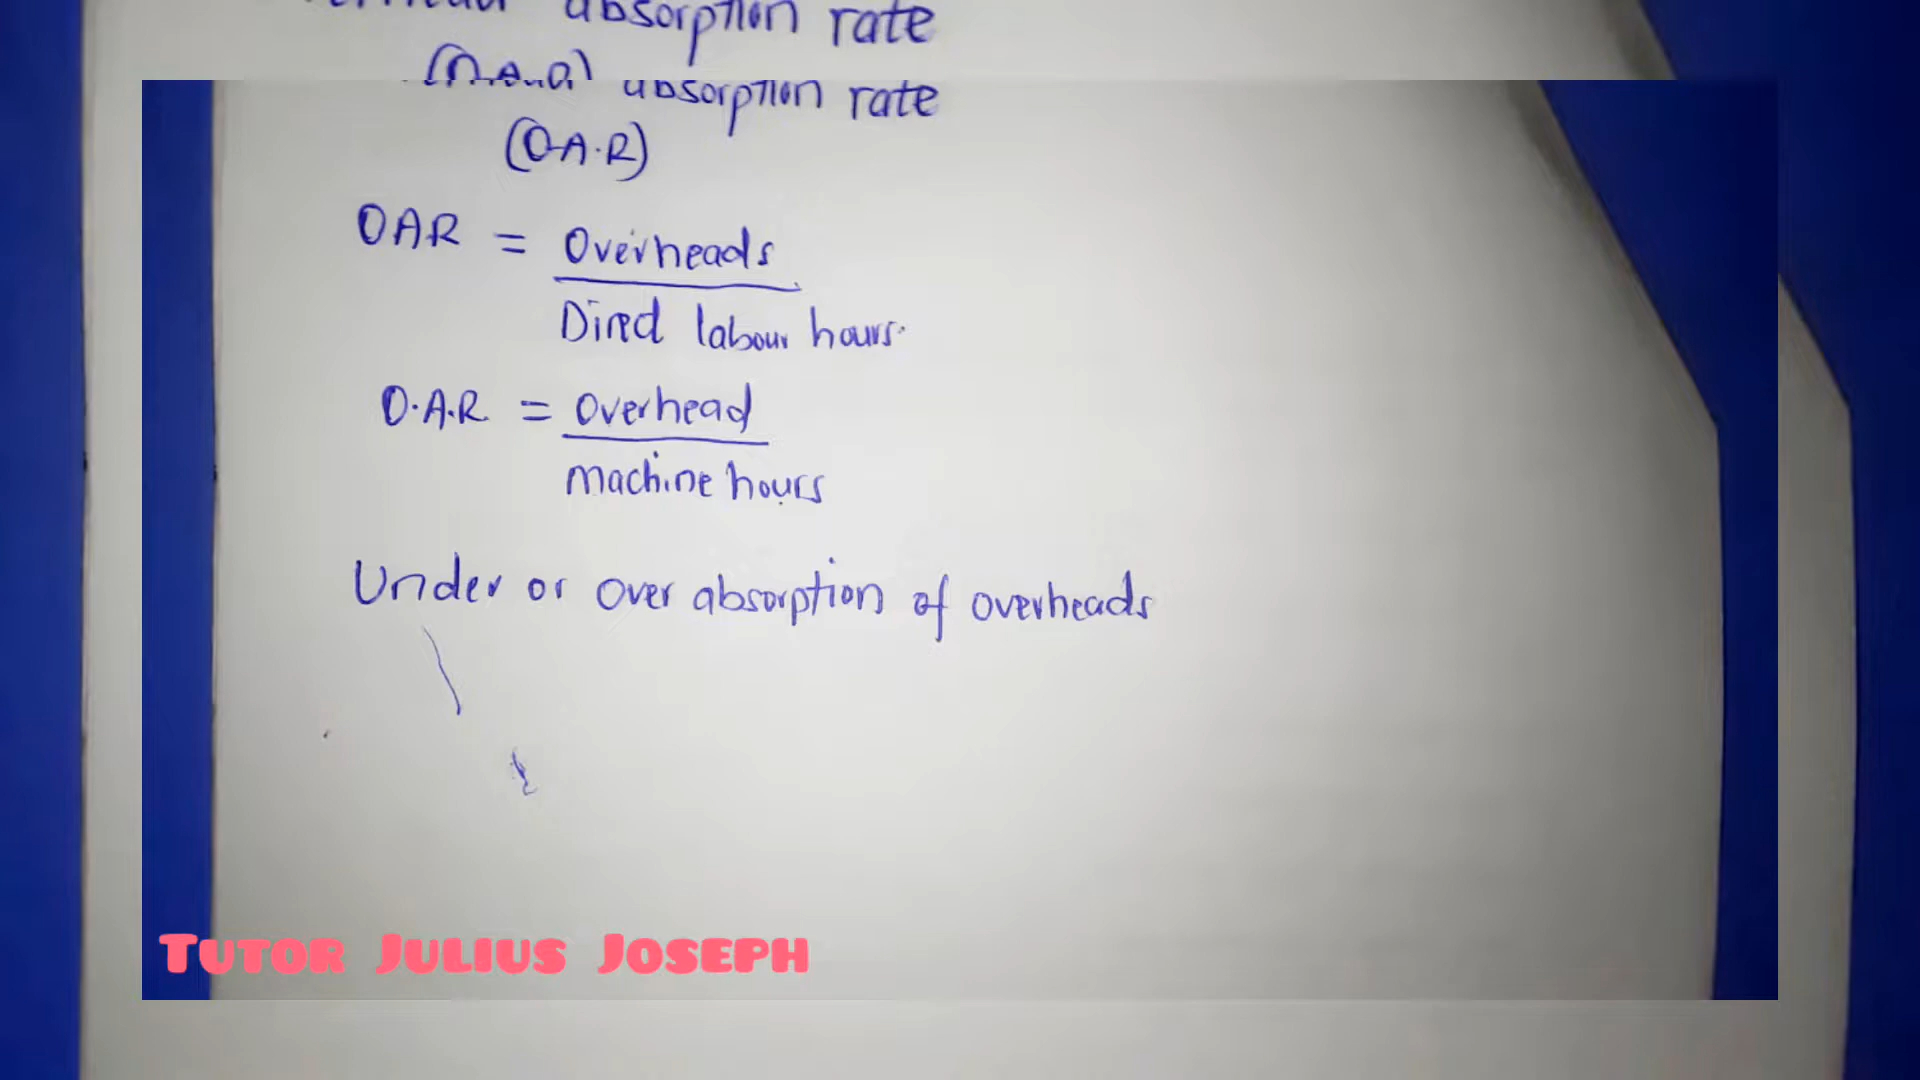 absorption rate
(O.A.R)
absorption rate
(O.A.R)
OAR = Overheads
Direct labour hours.
O.A.R = overhead
machine hours
Under or over absorption of overheads
TUTOR JULIUS JOSEPH